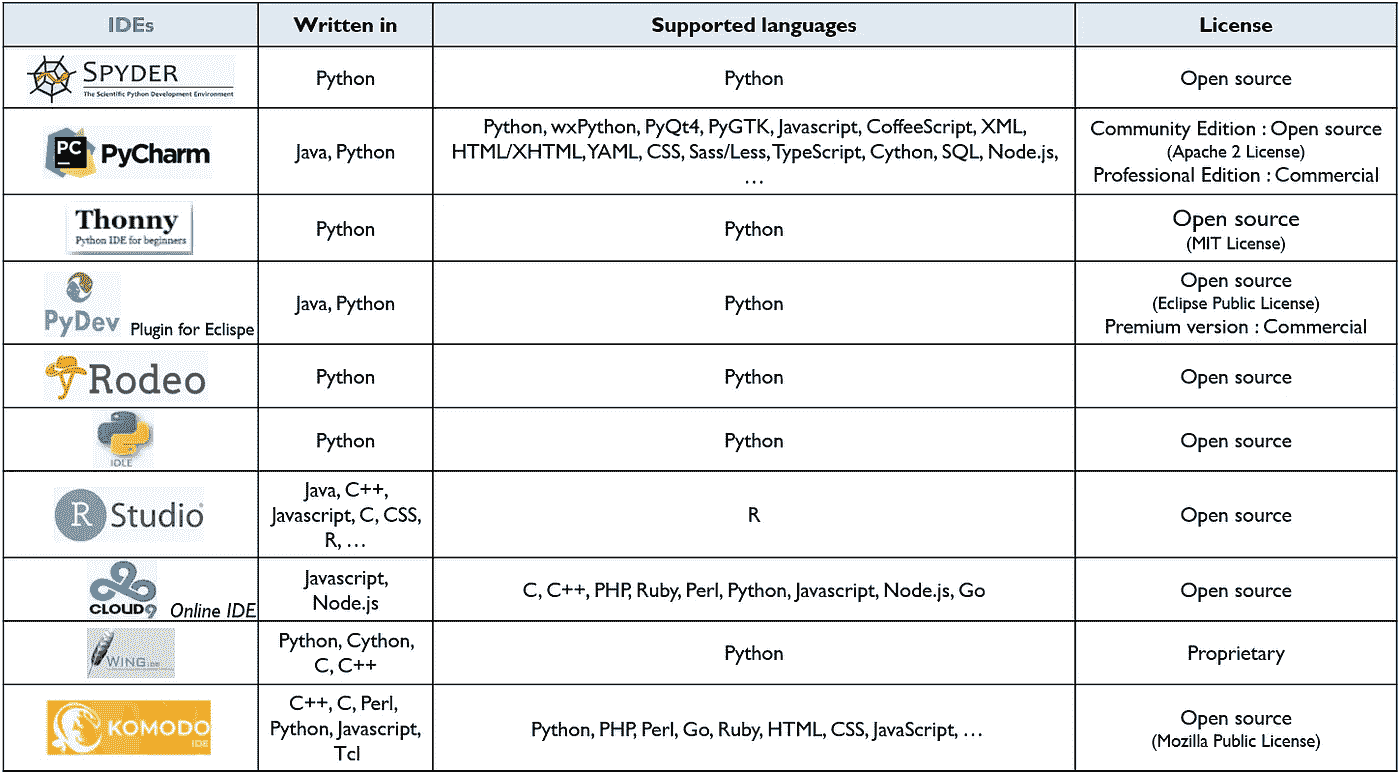 IDEs
Written in
Supported languages
License
SPYDER
The Scientific Python Development Environment
Python
Python
Open source
PC
PyCharm
Java, Python
Python, wxPython, PyQt4, PyGTK, Javascript, CoffeeScript, XML,
HTML/XHTML, YAML, CSS, Sass/Less, TypeScript, Cython, SQL, Node.js,
…
Community Edition : Open source
(Apache 2 License)
Professional Edition : Commercial
Thonny
Python IDE for beginners
Python
Python
Open source
(MIT License)
PyDev Plugin for Eclispe
Java, Python
Python
Open source
(Eclipse Public License)
Premium version : Commercial
Rodeo
Python
Python
Open source
IDLE
Python
Python
Open source
R Studio
Java, C++,
Javascript, C, CSS,
R, …
R
Open source
CLOUD9 Online IDE
Javascript,
Node.js
C, C++, PHP, Ruby, Perl, Python, Javascript, Node.js, Go
Open source
WING IDE
Python, Cython,
C, C++
Python
Proprietary
KOMODO
IDE
C++, C, Perl,
Python, Javascript,
Tcl
Python, PHP, Perl, Go, Ruby, HTML, CSS, JavaScript, …
Open source
(Mozilla Public License)